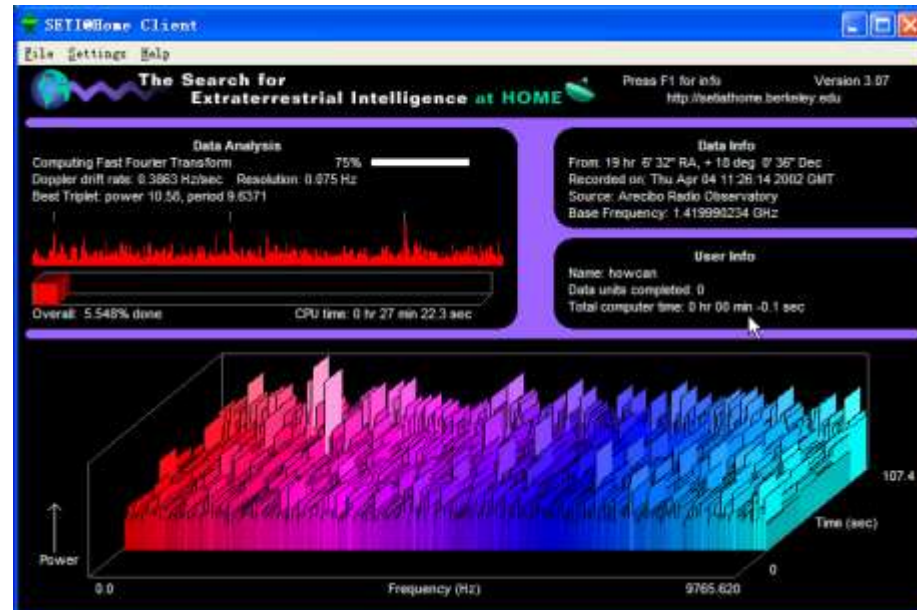 SETI@Home Client
File Settings Help
The Search for
Extraterrestrial Intelligence at HOME
Press F1 for info Version 3.07
http://setiathome.berkeley.edu
Data Analysis
Computing Fast Fourier Transform 75%
Doppler drift rate: 0.3863 Hz/sec Resolution: 0.075 Hz
Best Triplet: power 10.58, period 9.6371
Overall: 5.548% done CPU time: 0 hr 27 min 22.3 sec
Data Info
From: 19 hr 6' 32" RA, + 18 deg 0' 36" Dec
Recorded on: Thu Apr 04 11:26:14 2002 GMT
Source: Arecibo Radio Observatory
Base Frequency: 1.419990234 GHz
User Info
Name: howcan
Data units completed: 0
Total computer time: 0 hr 00 min -0.1 sec
107.4
Time (sec)
Power
0
0.0 Frequency (Hz) 9765.620